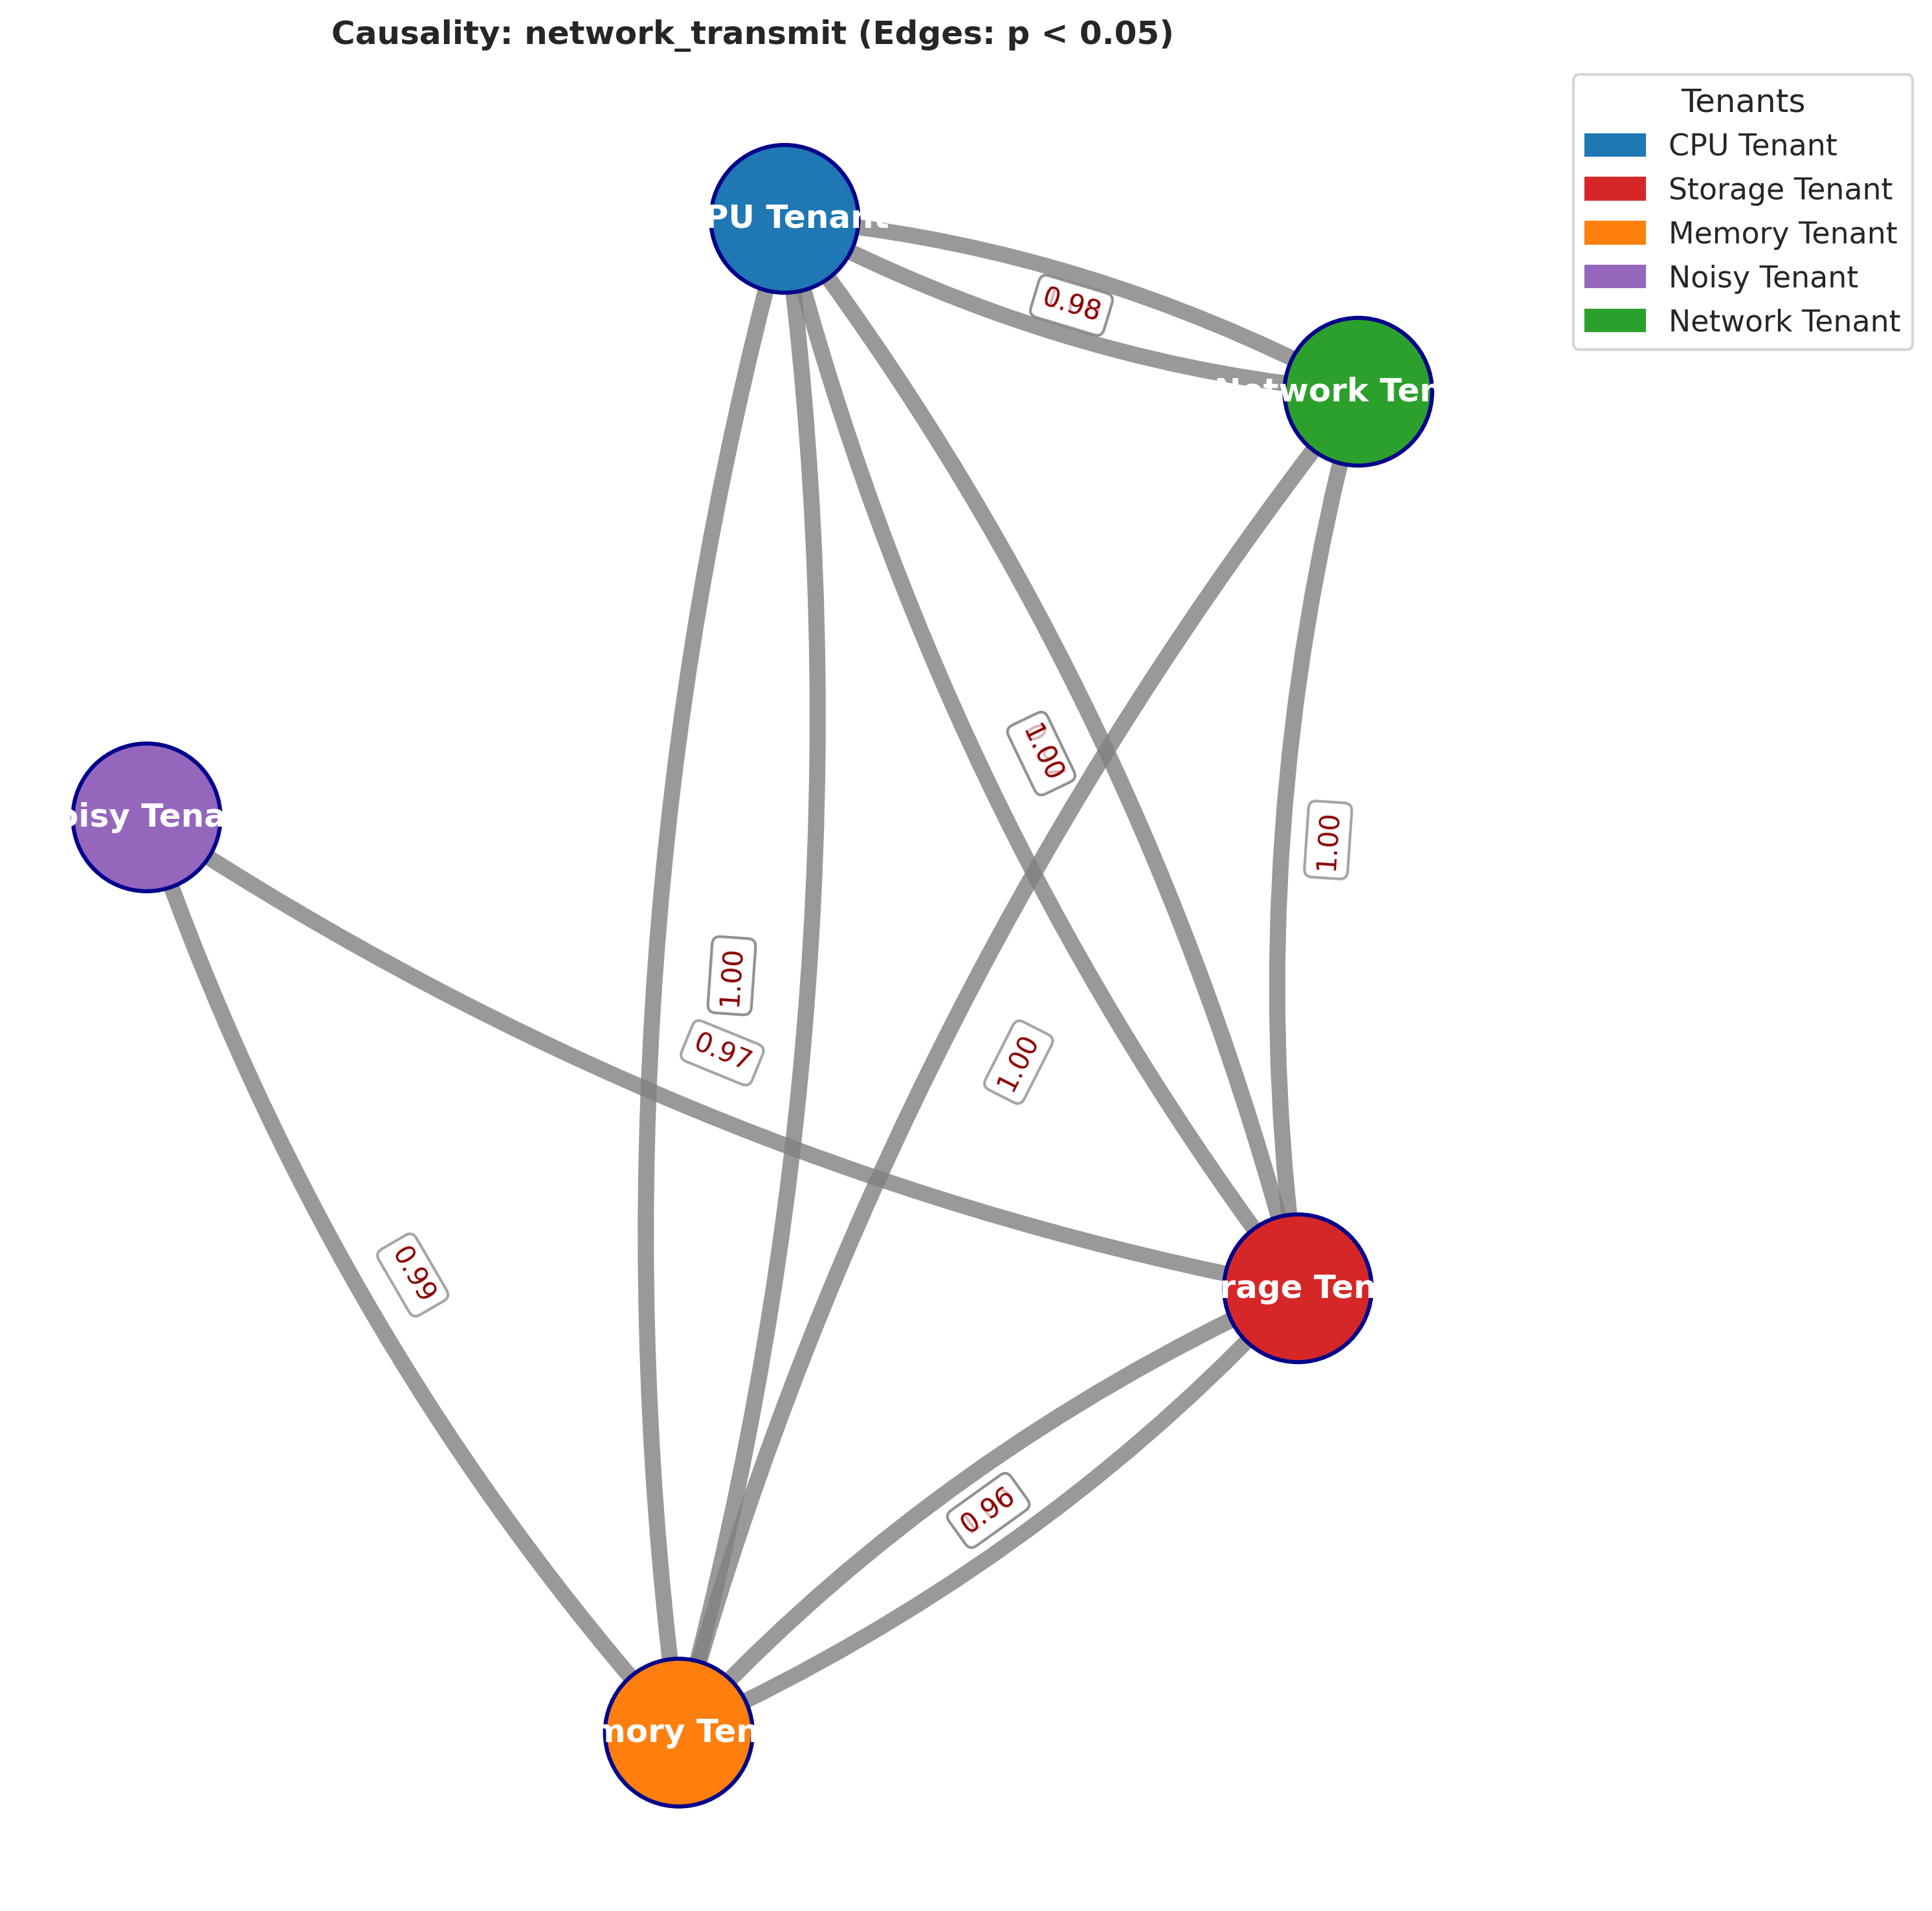 Causality: network_transmit (Edges: p < 0.05)
Tenants
CPU Tenant
Storage Tenant
Memory Tenant
Noisy Tenant
Network Tenant
PU Tenant
0.98
Network Ten
1.00
oisy Tena
1.00
1.00
0.97
1.00
0.99
rage Ten
0.96
mory Ten